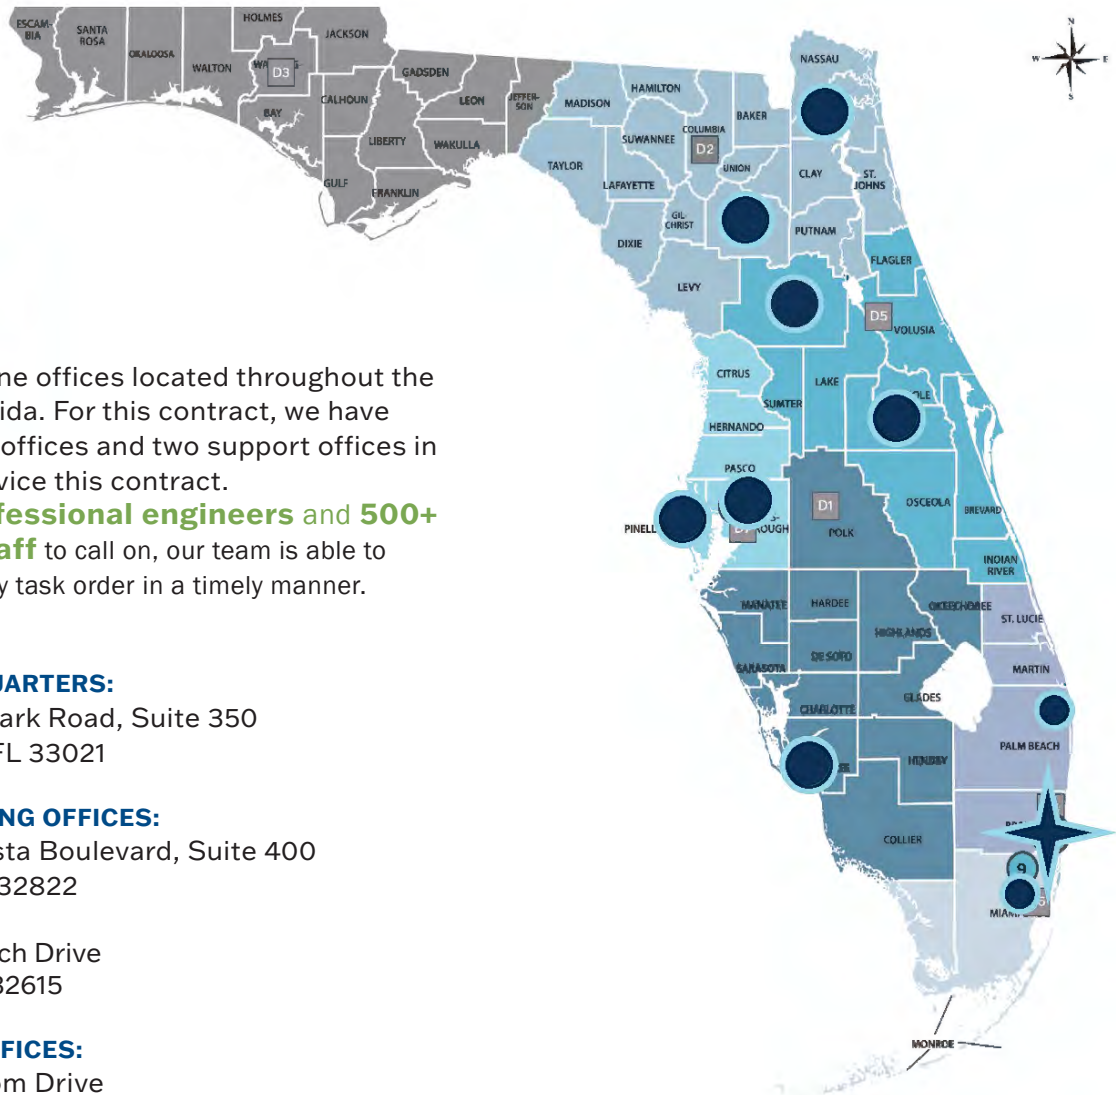 HOLMES
ESCAM-
BIA
SANTA
ROSA
JACKSON
OKALOOSA
WALTON
D3
GADSDEN
CALHOUN
LEON
JEFFER-
SON
BAY
LIBERTY
WAKULLA
GULF
FRANKLIN
N
W
E
S
NASSAU
HAMILTON
MADISON
BAKER
COLUMBIA
SUWANNEE
D2
TAYLOR
UNION
CLAY
ST.
JOHNS
LAFAYETTE
GIL-
CHRIST
PUTNAM
DIXIE
FLAGLER
LEVY
D5
VOLUSIA
CITRUS
LAKE
SUMTER
OLE
HERNANDO
PASCO
OSCEOLA
BREVARD
D1
PINELL
OUGH
POLK
INDIAN
RIVER
MANATEE
HARDEE
OKEECHOBEE
ST. LUCIE
HIGHLANDS
DE SOTO
SARASOTA
MARTIN
GLADES
CHARLOTTE
PALM BEACH
HENDRY
COLLIER
9
MIAMI
MONROE
ne offices located throughout the
ida. For this contract, we have
offices and two support offices in
vice this contract.
fessional engineers and 500+
aff to call on, our team is able to
y task order in a timely manner.
UARTERS:
ark Road, Suite 350
FL 33021
NG OFFICES:
sta Boulevard, Suite 400
32822
ch Drive
32615
FICES:
om Drive